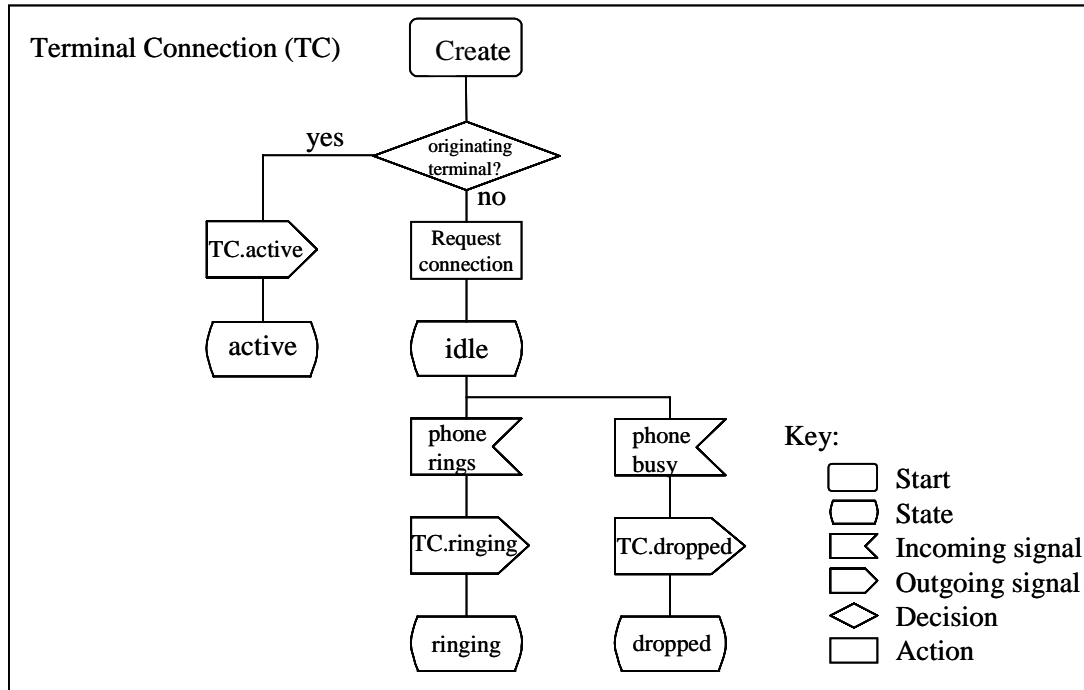 Terminal Connection (TC)
Create
yes
originating
terminal?
no
TC.active
Request
connection
active
idle
phone
rings
phone
busy
TC.ringing
TC.dropped
ringing
dropped
Key:
Start
State
Incoming signal
Outgoing signal
Decision
Action